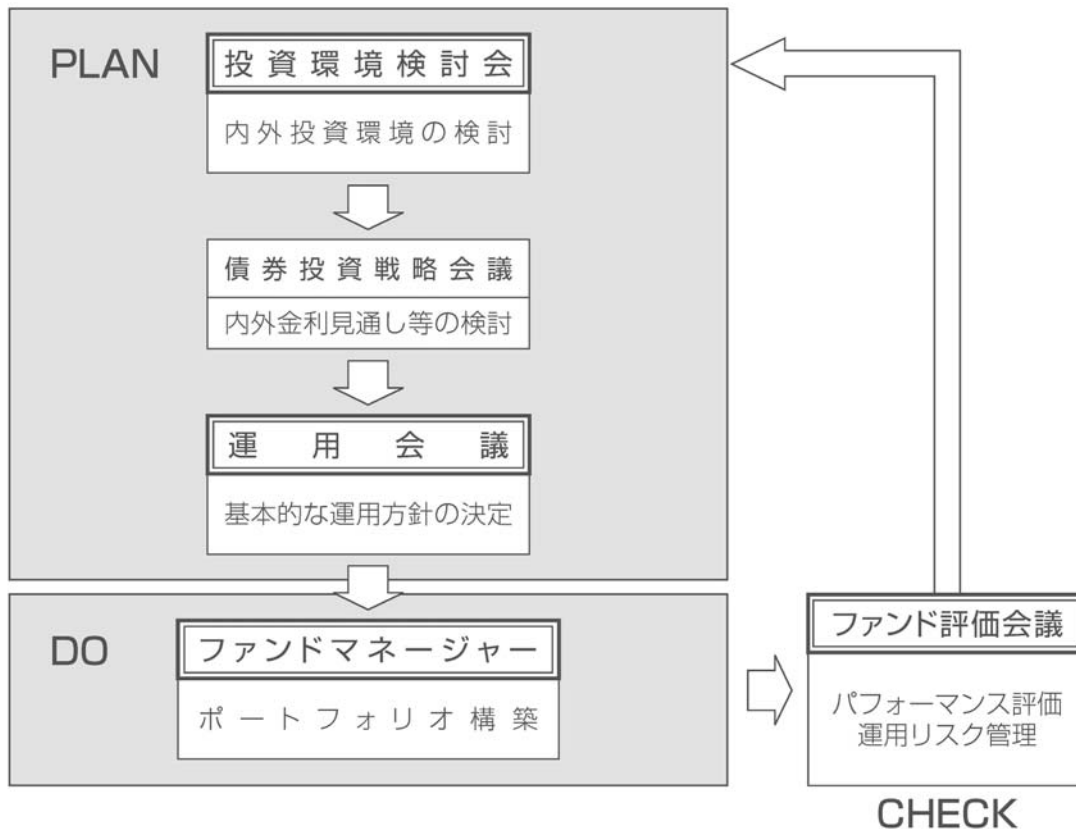 PLAN
投資環境検討会
内外投資環境の検討
債券投資戦略会議
内外金利見通し等の検討
運用会議
基本的な運用方針の決定
DO
ファンドマネージャー
ポートフォリオ構築
ファンド評価会議
パフォーマンス評価
運用リスク管理
CHECK